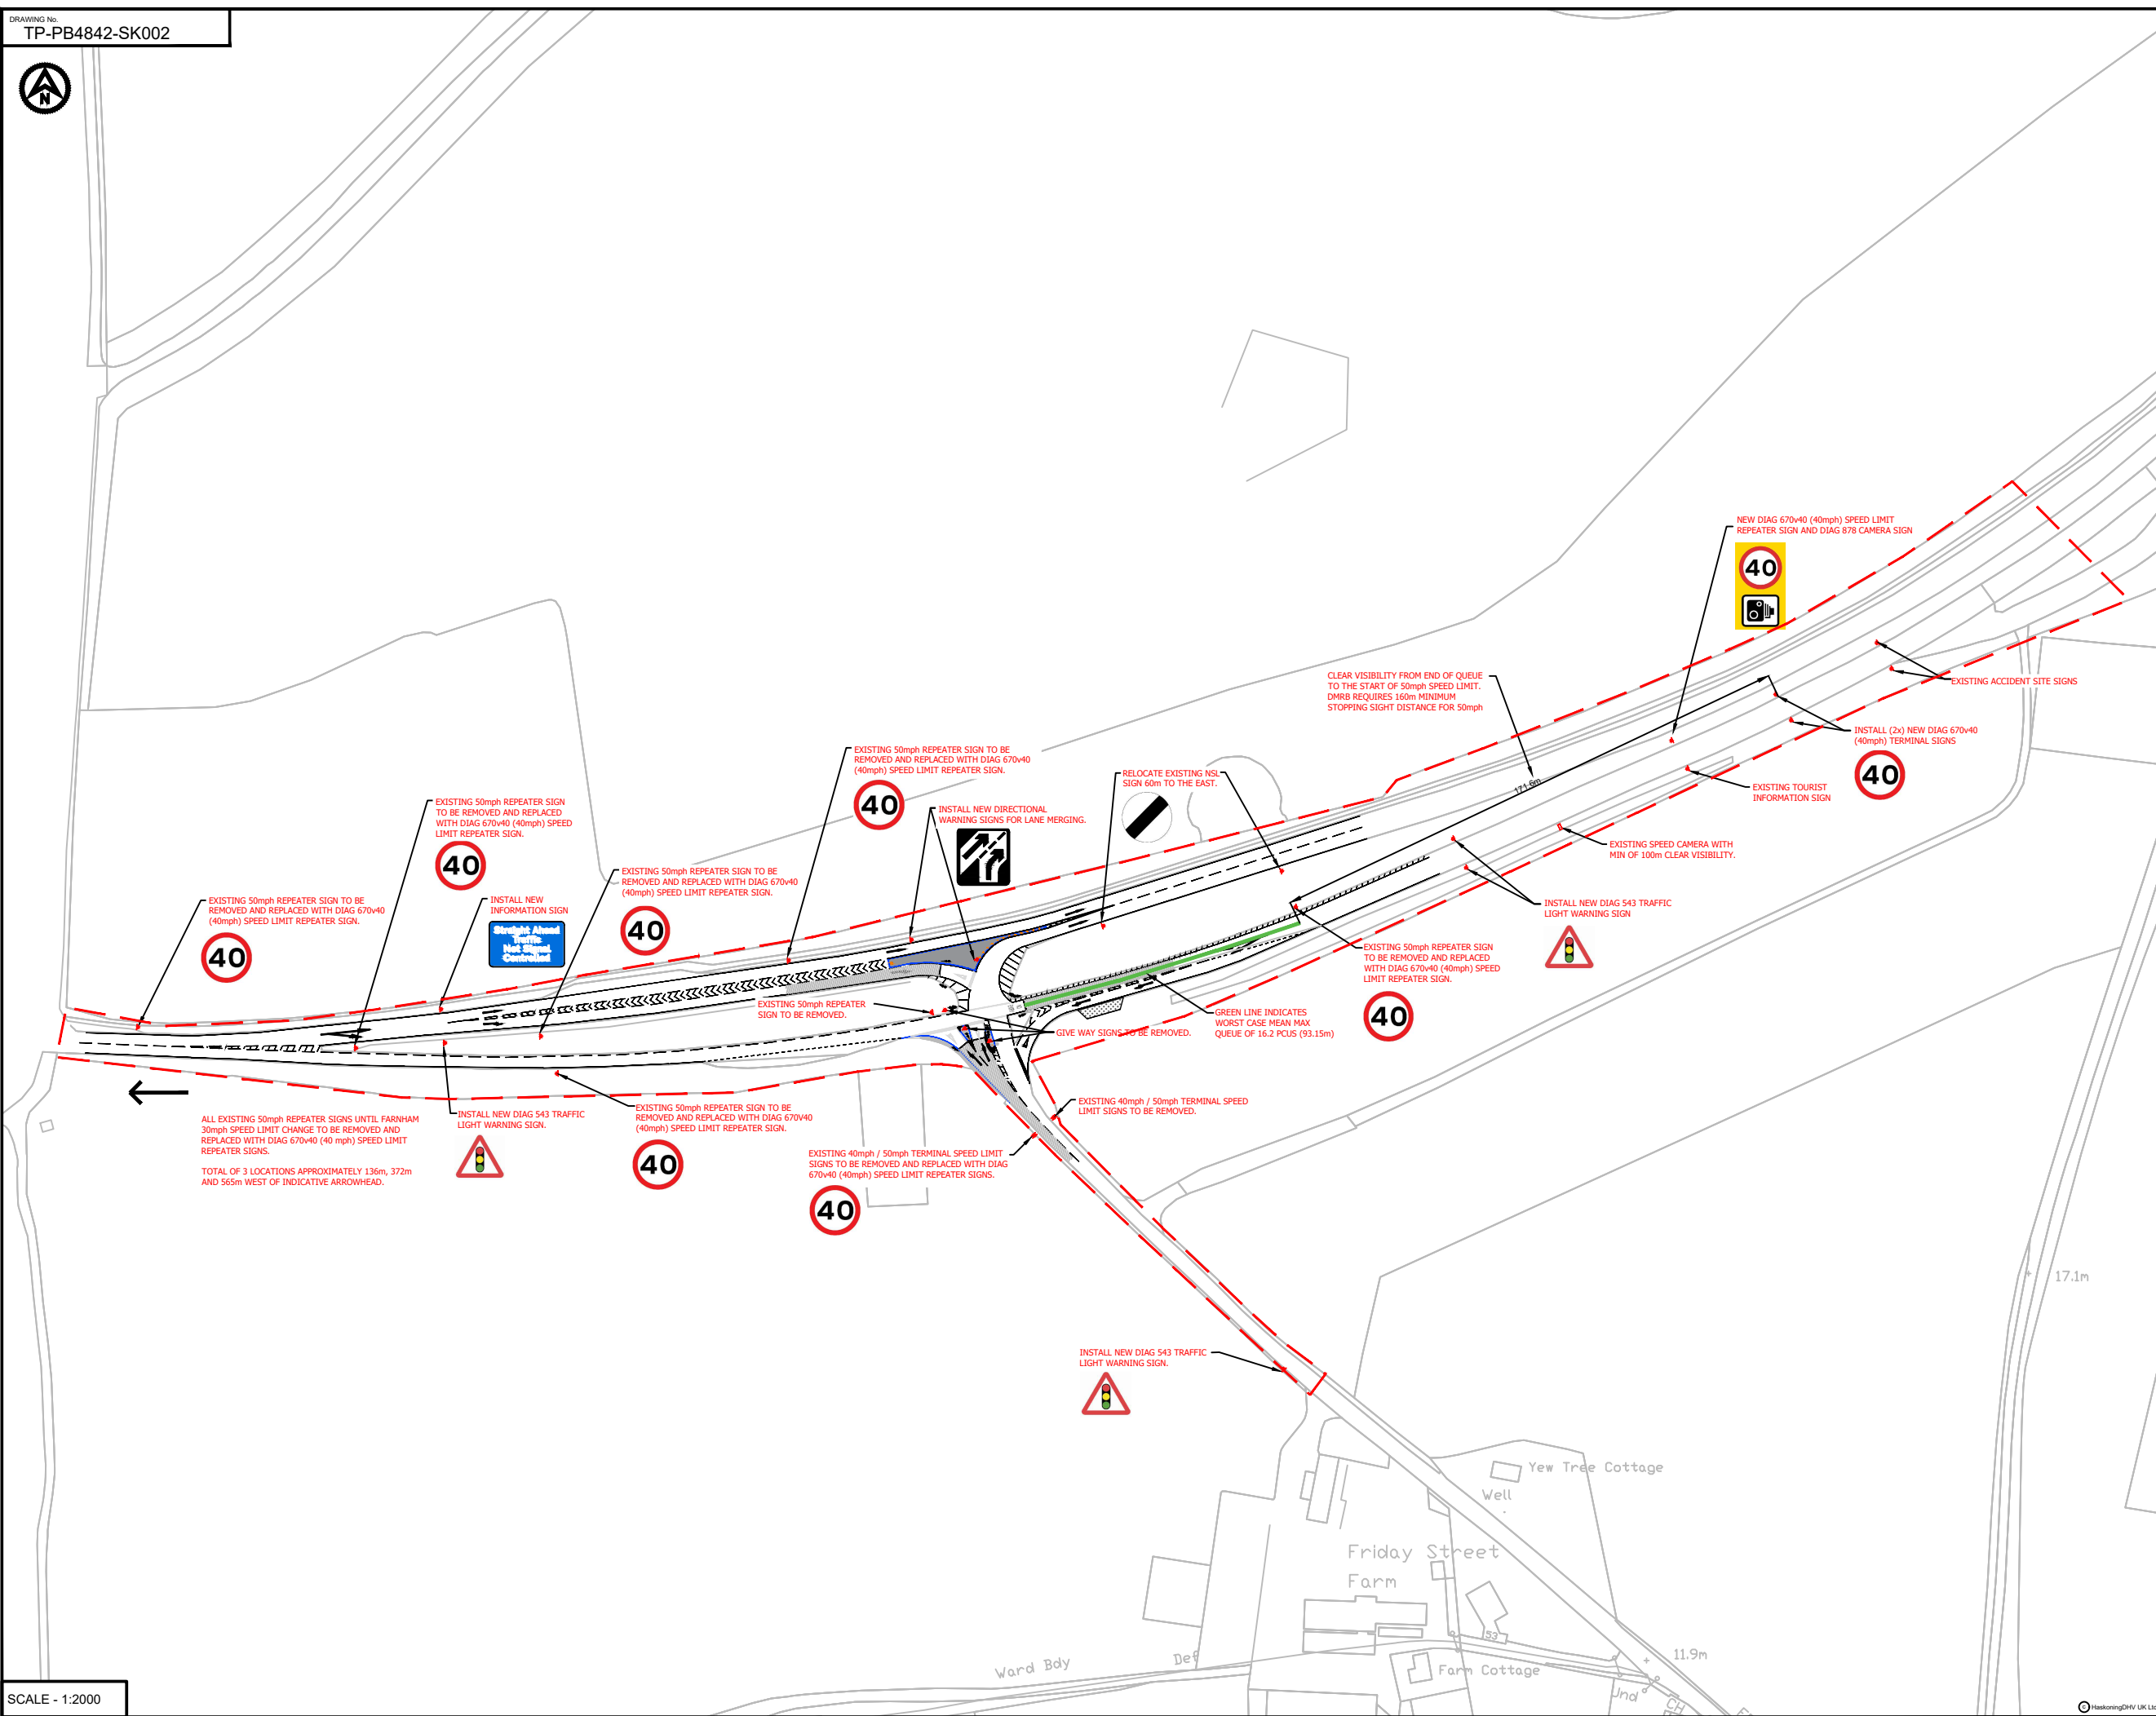 DRAWING No.
TP-PB4842-SK002
N
NEW DIAG 670v40 (40mph) SPEED LIMIT
REPEATER SIGN AND DIAG 878 CAMERA SIGN
40
CLEAR VISIBILITY FROM END OF QUEUE
TO THE START OF 50mph SPEED LIMIT.
DMRB REQUIRES 160m MINIMUM
STOPPING SIGHT DISTANCE FOR 50mph
171.6m
EXISTING ACCIDENT SITE SIGNS
INSTALL (2x) NEW DIAG 670v40
(40mph) TERMINAL SIGNS
40
EXISTING TOURIST
INFORMATION SIGN
EXISTING SPEED CAMERA WITH
MIN OF 100m CLEAR VISIBILITY.
INSTALL NEW DIAG 543 TRAFFIC
LIGHT WARNING SIGN
EXISTING 50mph REPEATER SIGN TO BE
REMOVED AND REPLACED WITH DIAG 670v40
(40mph) SPEED LIMIT REPEATER SIGN.
40
RELOCATE EXISTING NSL
SIGN 60m TO THE EAST.
INSTALL NEW DIRECTIONAL
WARNING SIGNS FOR LANE MERGING.
EXISTING 50mph REPEATER SIGN
TO BE REMOVED AND REPLACED
WITH DIAG 670v40 (40mph) SPEED
LIMIT REPEATER SIGN.
40
EXISTING 50mph REPEATER SIGN TO BE
REMOVED AND REPLACED WITH DIAG 670v40
(40mph) SPEED LIMIT REPEATER SIGN.
40
EXISTING 50mph REPEATER SIGN TO BE
REMOVED AND REPLACED WITH DIAG 670v40
(40mph) SPEED LIMIT REPEATER SIGN.
40
INSTALL NEW
INFORMATION SIGN
Straight Ahead
Traffic
Not Signal
Controlled
EXISTING 50mph REPEATER SIGN
TO BE REMOVED AND REPLACED
WITH DIAG 670v40 (40mph) SPEED
LIMIT REPEATER SIGN.
40
EXISTING 50mph REPEATER
SIGN TO BE REMOVED.
GREEN LINE INDICATES
WORST CASE MEAN MAX
QUEUE OF 16.2 PCUS (93.15m)
GIVE WAY SIGNS TO BE REMOVED.
ALL EXISTING 50mph REPEATER SIGNS UNTIL FARNHAM
30mph SPEED LIMIT CHANGE TO BE REMOVED AND
REPLACED WITH DIAG 670v40 (40 mph) SPEED LIMIT
REPEATER SIGNS.
TOTAL OF 3 LOCATIONS APPROXIMATELY 136m, 372m
AND 565m WEST OF INDICATIVE ARROWHEAD.
INSTALL NEW DIAG 543 TRAFFIC
LIGHT WARNING SIGN.
EXISTING 50mph REPEATER SIGN TO BE
REMOVED AND REPLACED WITH DIAG 670v40
(40mph) SPEED LIMIT REPEATER SIGN.
40
EXISTING 40mph / 50mph TERMINAL SPEED
LIMIT SIGNS TO BE REMOVED.
EXISTING 40mph / 50mph TERMINAL SPEED LIMIT
SIGNS TO BE REMOVED AND REPLACED WITH DIAG
670v40 (40mph) SPEED LIMIT REPEATER SIGNS.
40
17.1m
INSTALL NEW DIAG 543 TRAFFIC
LIGHT WARNING SIGN.
Yew Tree Cottage
Well
Friday Street
Farm
53
11.9m
Ward Bdy
Def
Farm Cottage
Und
CH
SCALE - 1:2000
© HaskoningDHV UK Ltd